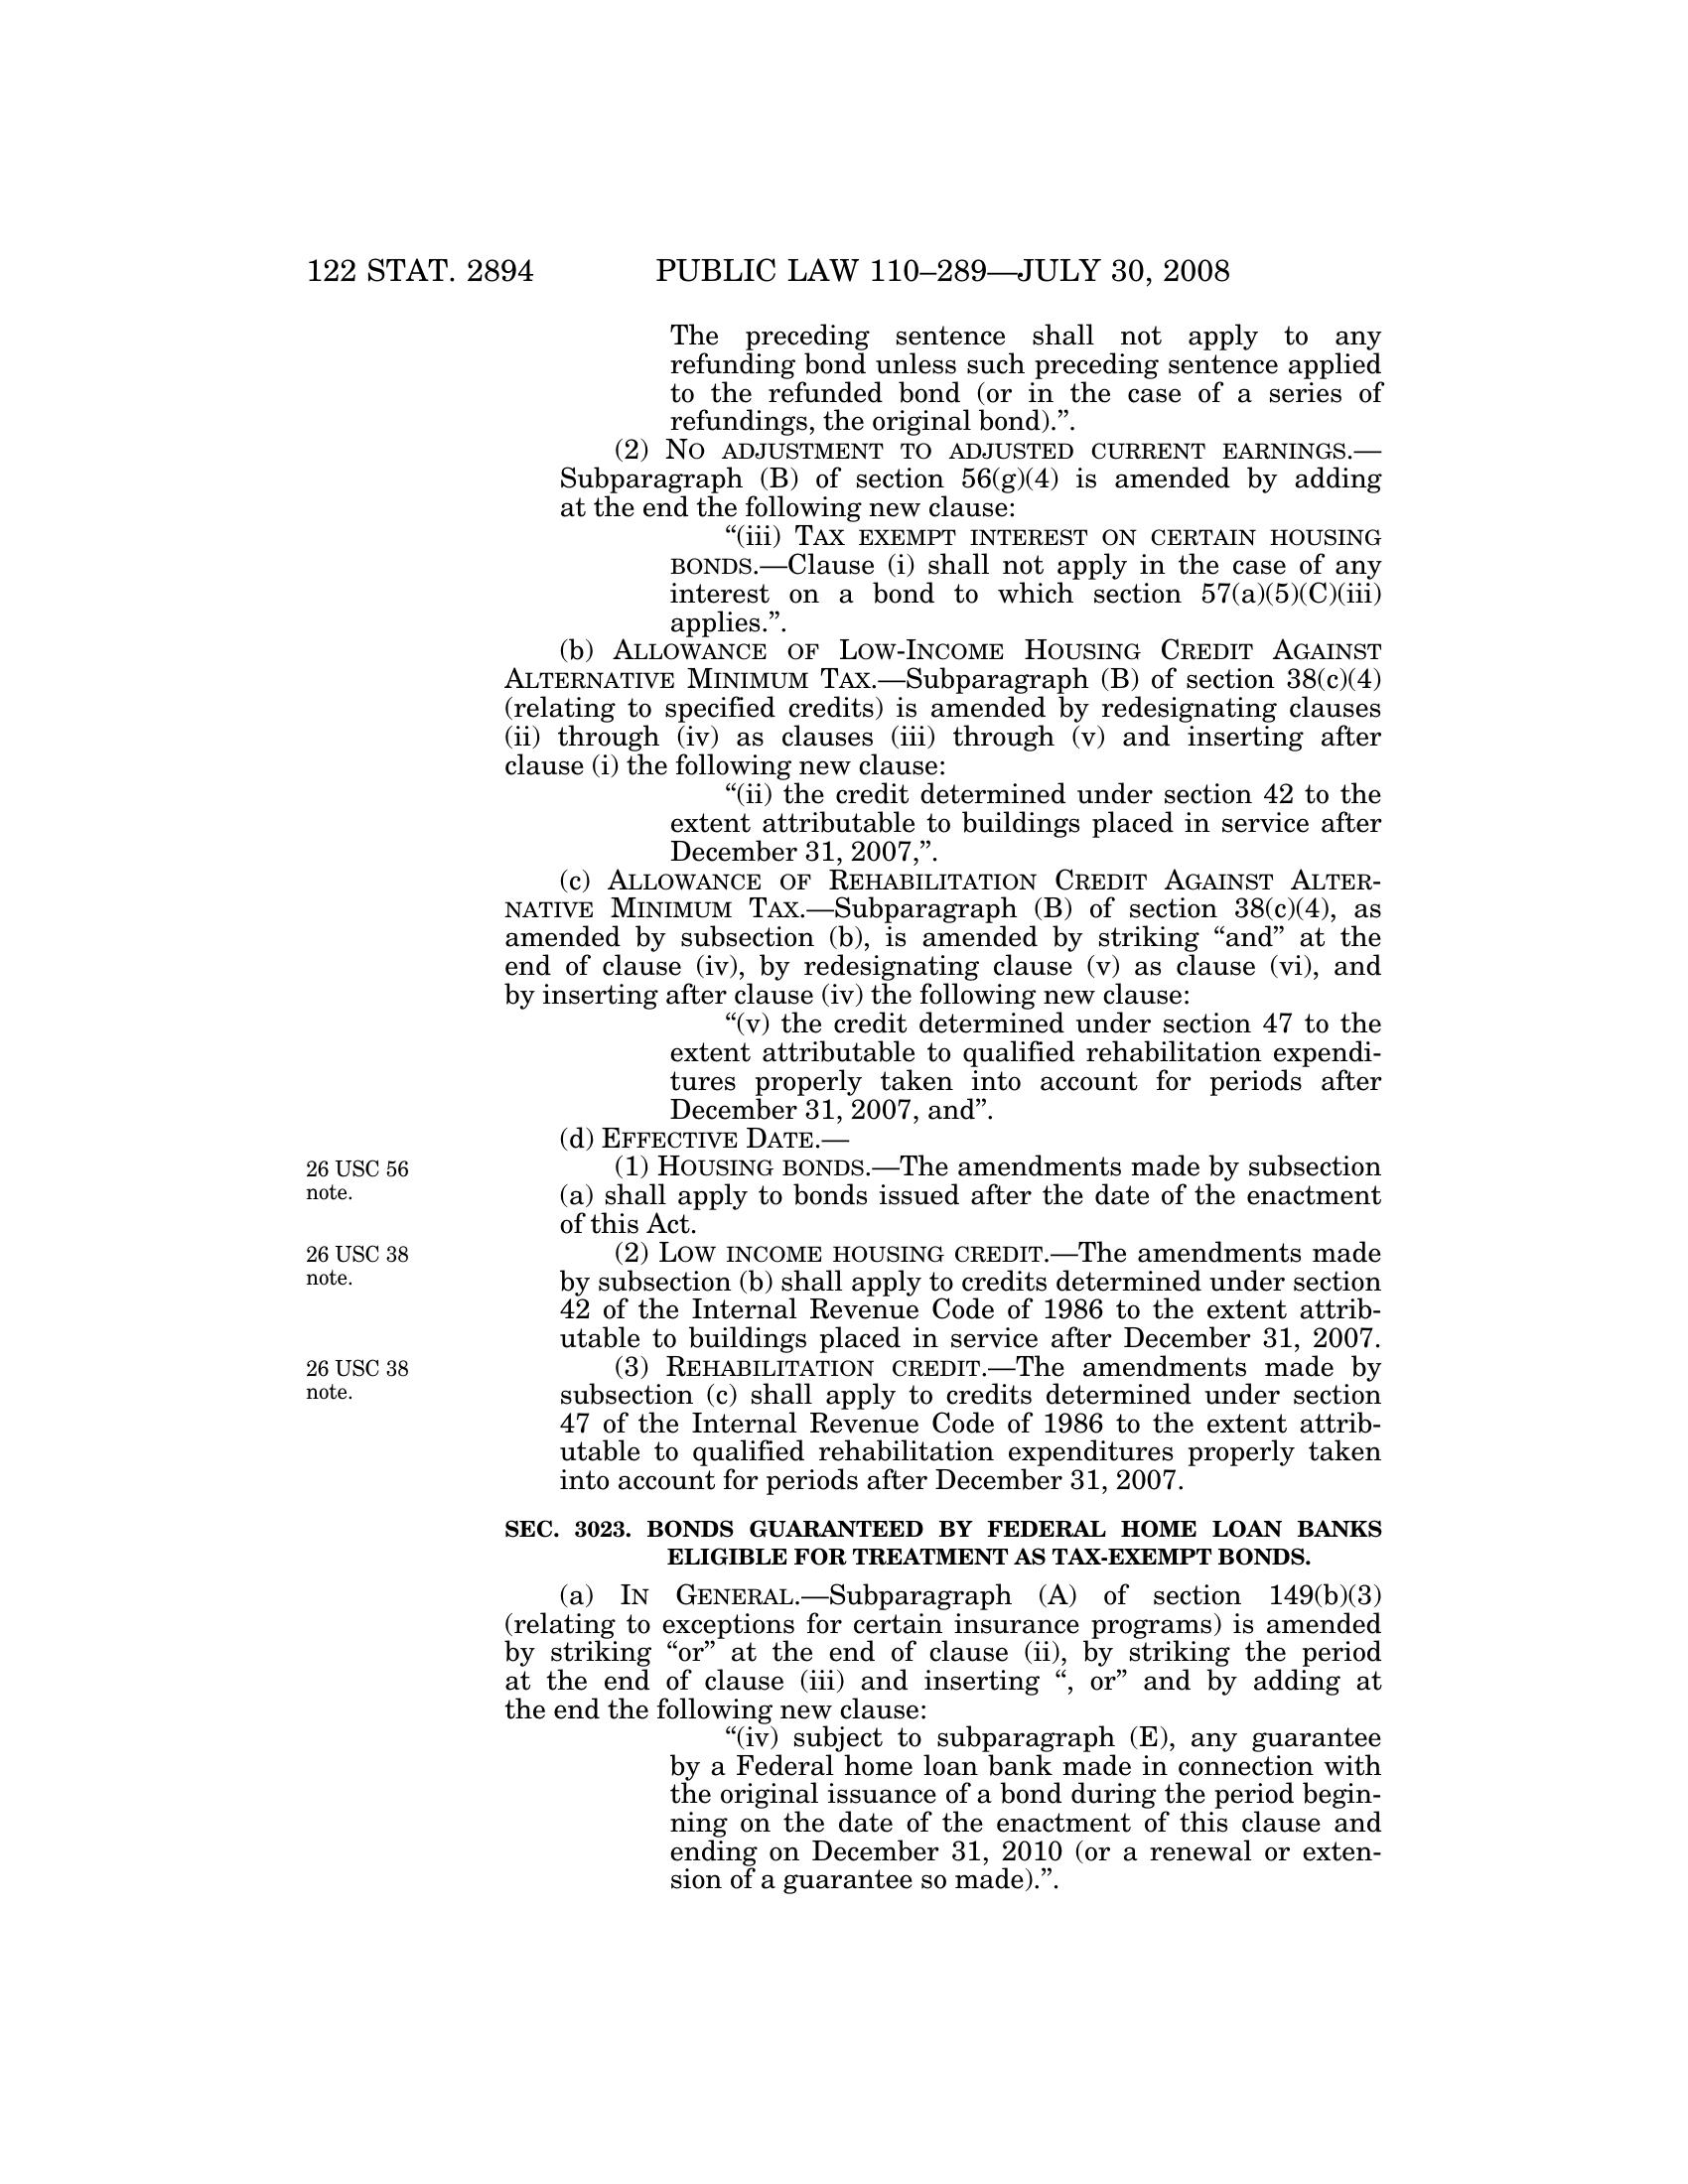 122 STAT. 2894 PUBLIC LAW 110–289—JULY 30, 2008
The preceding sentence shall not apply to any
refunding bond unless such preceding sentence applied
to the refunded bond (or in the case of a series of
refundings, the original bond).”.
(2) NO ADJUSTMENT TO ADJUSTED CURRENT EARNINGS.—
Subparagraph (B) of section 56(g)(4) is amended by adding
at the end the following new clause:
“(iii) TAX EXEMPT INTEREST ON CERTAIN HOUSING
BONDS.—Clause (i) shall not apply in the case of any
interest on a bond to which section 57(a)(5)(C)(iii)
applies.”.
(b) ALLOWANCE OF LOW-INCOME HOUSING CREDIT AGAINST
ALTERNATIVE MINIMUM TAX.—Subparagraph (B) of section 38(c)(4)
(relating to specified credits) is amended by redesignating clauses
(ii) through (iv) as clauses (iii) through (v) and inserting after
clause (i) the following new clause:
“(ii) the credit determined under section 42 to the
extent attributable to buildings placed in service after
December 31, 2007,”.
(c) ALLOWANCE OF REHABILITATION CREDIT AGAINST ALTER-
NATIVE MINIMUM TAX.—Subparagraph (B) of section 38(c)(4), as
amended by subsection (b), is amended by striking “and” at the
end of clause (iv), by redesignating clause (v) as clause (vi), and
by inserting after clause (iv) the following new clause:
“(v) the credit determined under section 47 to the
extent attributable to qualified rehabilitation expendi-
tures properly taken into account for periods after
December 31, 2007, and”.
(d) EFFECTIVE DATE.—
26 USC 56
note.
(1) HOUSING BONDS.—The amendments made by subsection
(a) shall apply to bonds issued after the date of the enactment
of this Act.
26 USC 38
note.
(2) LOW INCOME HOUSING CREDIT.—The amendments made
by subsection (b) shall apply to credits determined under section
42 of the Internal Revenue Code of 1986 to the extent attrib-
utable to buildings placed in service after December 31, 2007.
26 USC 38
note.
(3) REHABILITATION CREDIT.—The amendments made by
subsection (c) shall apply to credits determined under section
47 of the Internal Revenue Code of 1986 to the extent attrib-
utable to qualified rehabilitation expenditures properly taken
into account for periods after December 31, 2007.
SEC. 3023. BONDS GUARANTEED BY FEDERAL HOME LOAN BANKS
ELIGIBLE FOR TREATMENT AS TAX-EXEMPT BONDS.
(a) IN GENERAL.—Subparagraph (A) of section 149(b)(3)
(relating to exceptions for certain insurance programs) is amended
by striking “or” at the end of clause (ii), by striking the period
at the end of clause (iii) and inserting “, or” and by adding at
the end the following new clause:
“(iv) subject to subparagraph (E), any guarantee
by a Federal home loan bank made in connection with
the original issuance of a bond during the period begin-
ning on the date of the enactment of this clause and
ending on December 31, 2010 (or a renewal or exten-
sion of a guarantee so made).”.